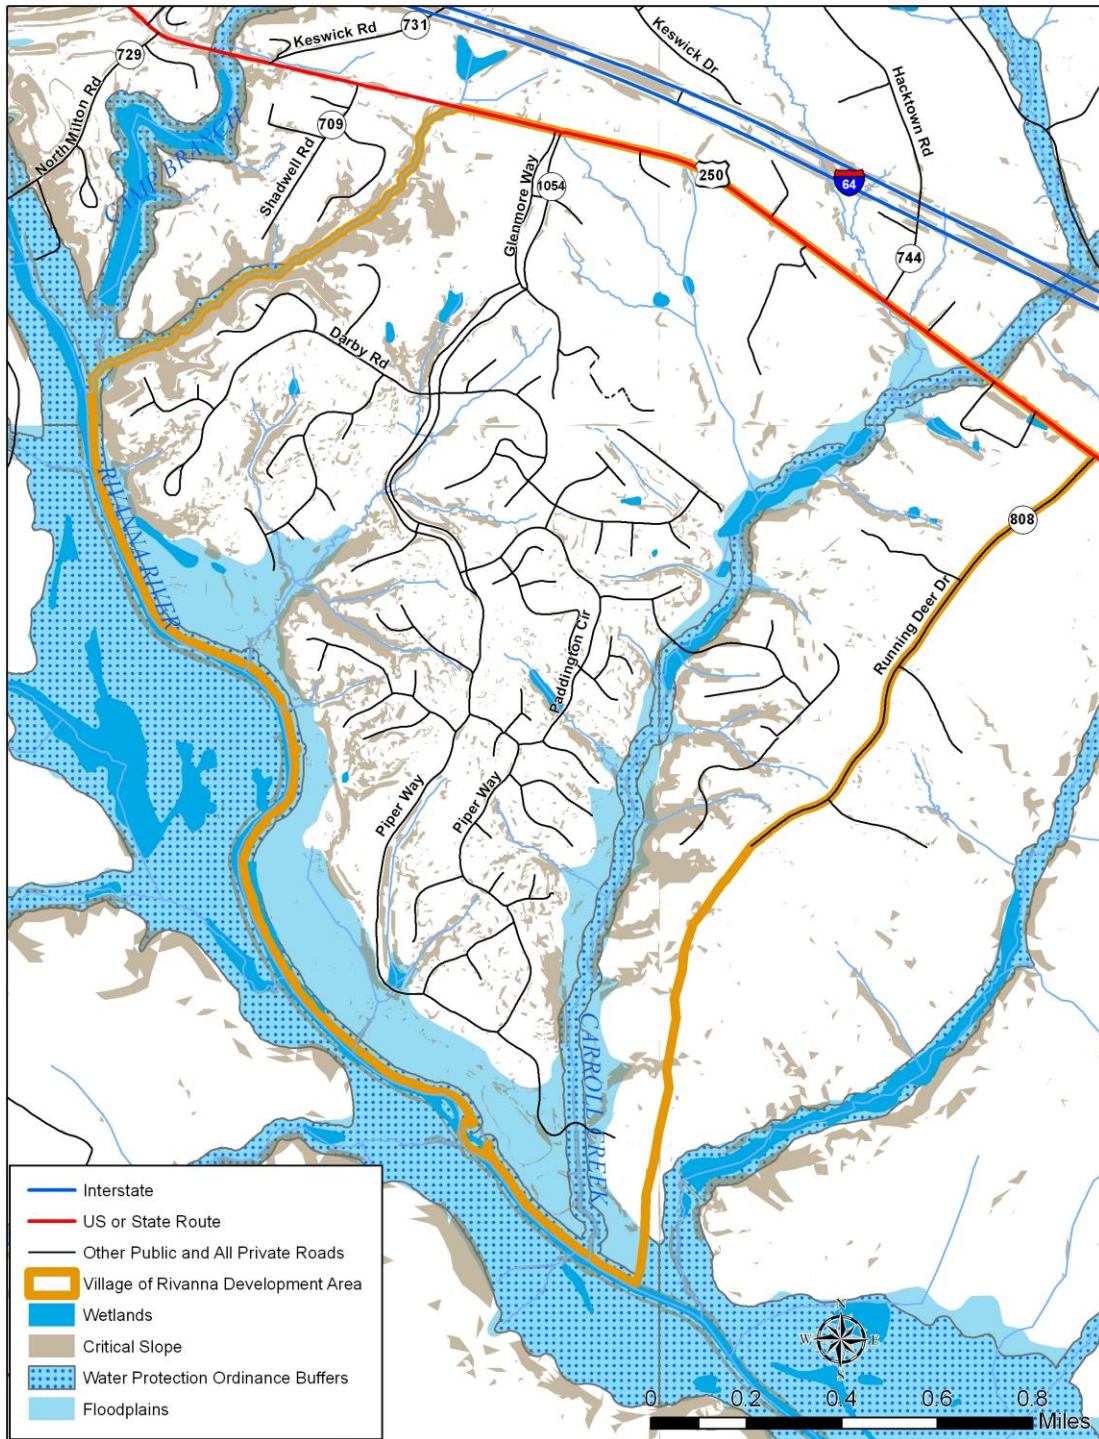 Keswick Rd
731
729
North Milton Rd
CAMP BRANCH
709
Shadwell Rd
Keswick Dr
Hacktown Rd
250
64
744
1054
Glenmore Way
Darby Rd
RIVANNA RIVER
808
Running Deer Dr
Paddington Cir
Piper Way
Piper Way
CARROLL CREEK
Interstate
US or State Route
Other Public and All Private Roads
Village of Rivanna Development Area
Wetlands
Critical Slope
Water Protection Ordinance Buffers
Floodplains
N
W E
S
0 0.2 0.4 0.6 0.8
Miles